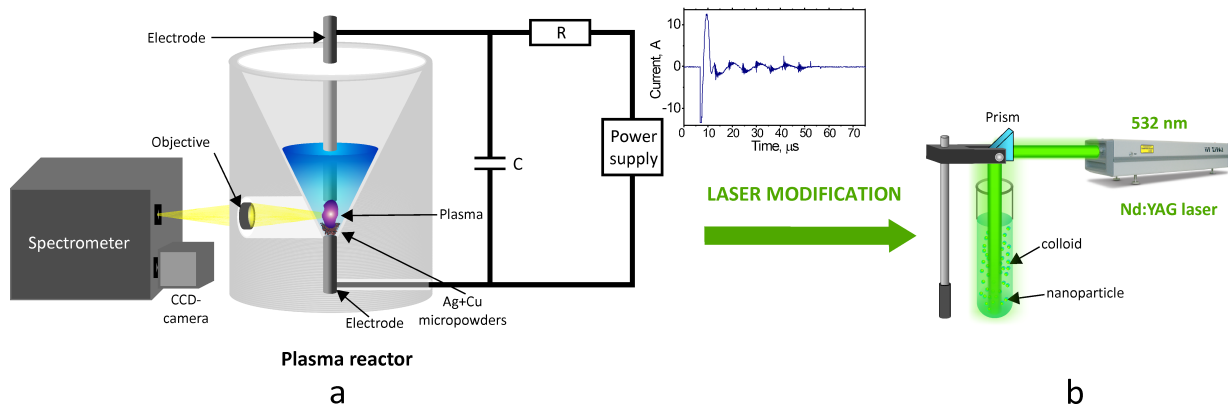 Electrode
R
Objective
C
Power
supply
Plasma
Spectrometer
CCD-
camera
Ag+Cu
micropowders
Electrode
Plasma reactor
a
Current, A
10
0
-10
0 10 20 30 40 50 60 70
Time, µs
LASER MODIFICATION
Prism
532 nm
Nd:YAG laser
colloid
nanoparticle
b